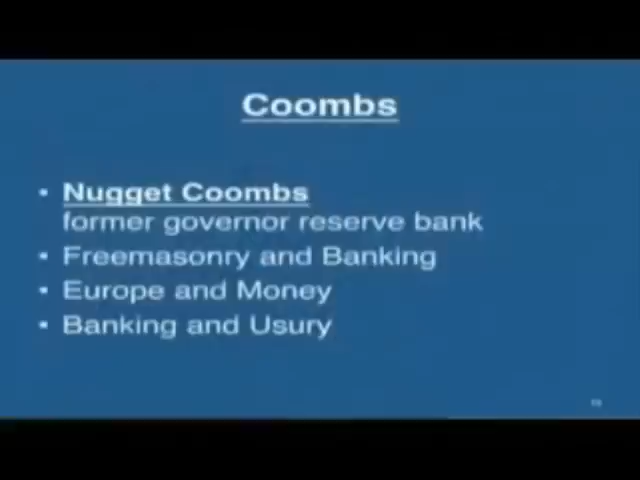 Coombs
• Nugget Coombs
former governor reserve bank
• Freemasonry and Banking
• Europe and Money
• Banking and Usury